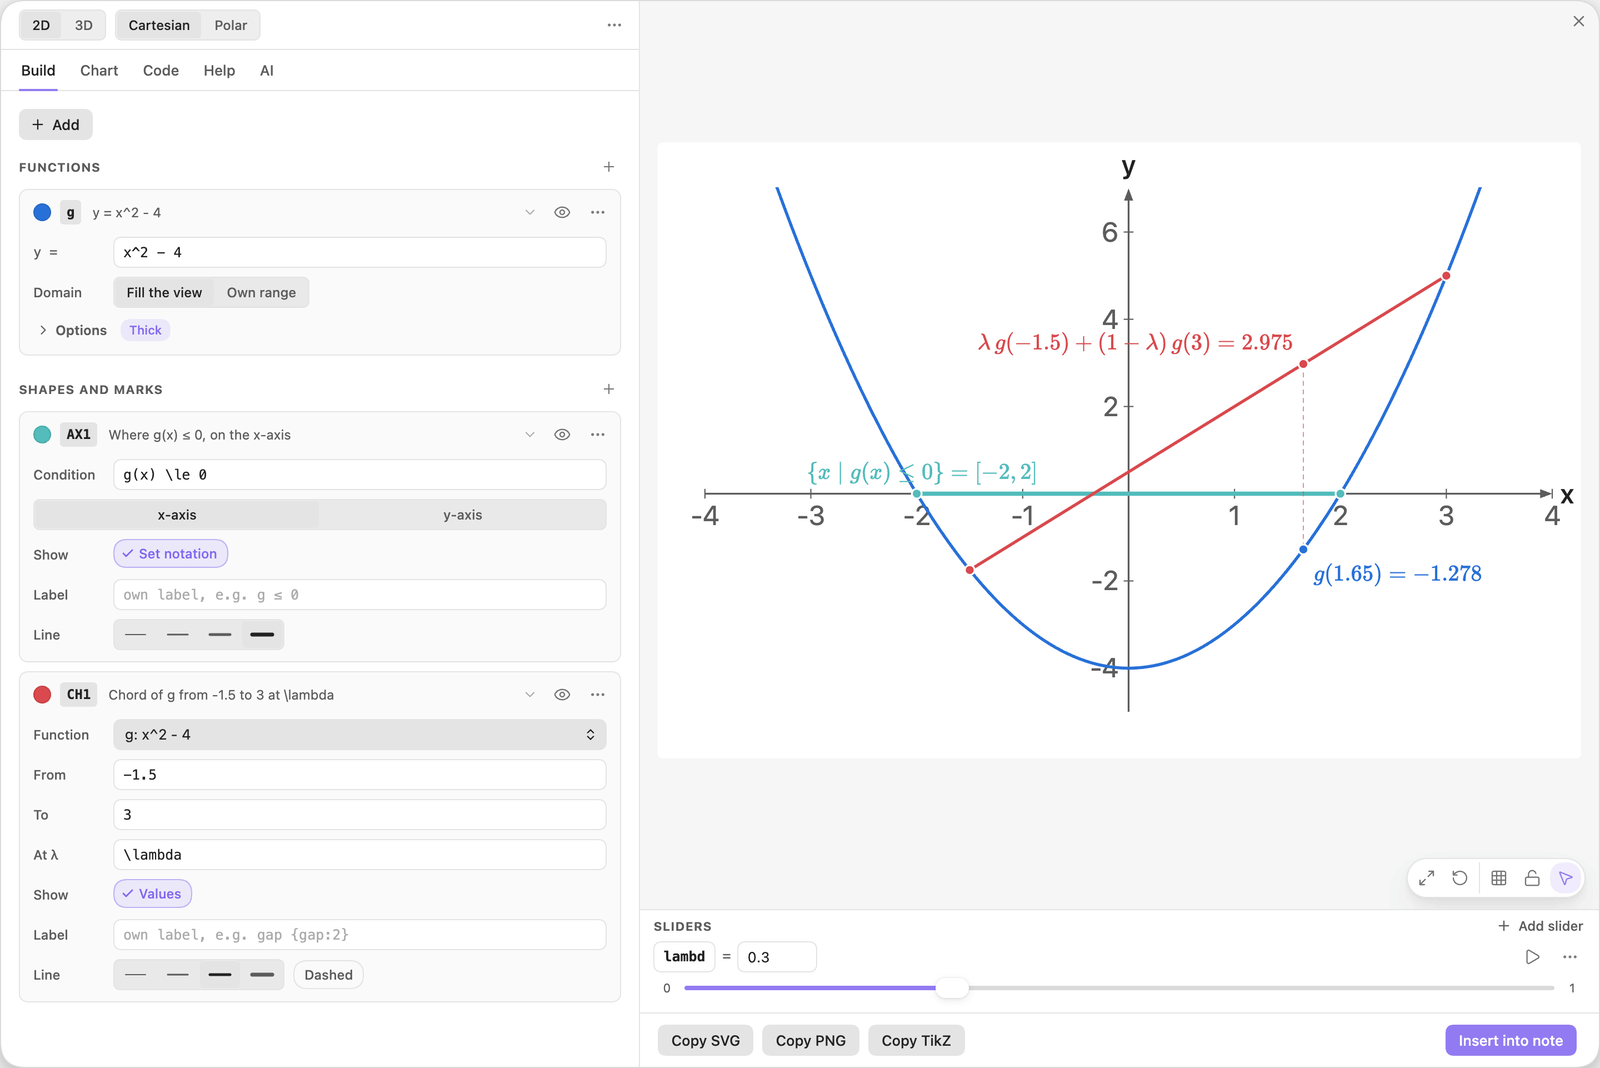 2D 3D Cartesian Polar
Build Chart Code Help AI
+ Add
FUNCTIONS
g y = x^2 - 4
y = x^2 − 4
Domain Fill the view Own range
Options Thick
SHAPES AND MARKS
AX1 Where g(x) ≤ 0, on the x-axis
Condition g(x) \le 0
x-axis y-axis
Show ✓ Set notation
Label own label, e.g. g ≤ 0
Line
CH1 Chord of g from -1.5 to 3 at \lambda
Function g: x^2 - 4
From −1.5
To 3
At λ \lambda
Show ✓ Values
Label own label, e.g. gap {gap:2}
Line Dashed
y
6
4
λ g(−1.5) + (1 − λ) g(3) = 2.975
2
{x | g(x) ≤ 0} = [−2, 2]
x
-4 -3 -2 -1 1 2 3 4
-2
g(1.65) = −1.278
-4
SLIDERS + Add slider
lambd = 0.3
0 1
Copy SVG Copy PNG Copy TikZ Insert into note